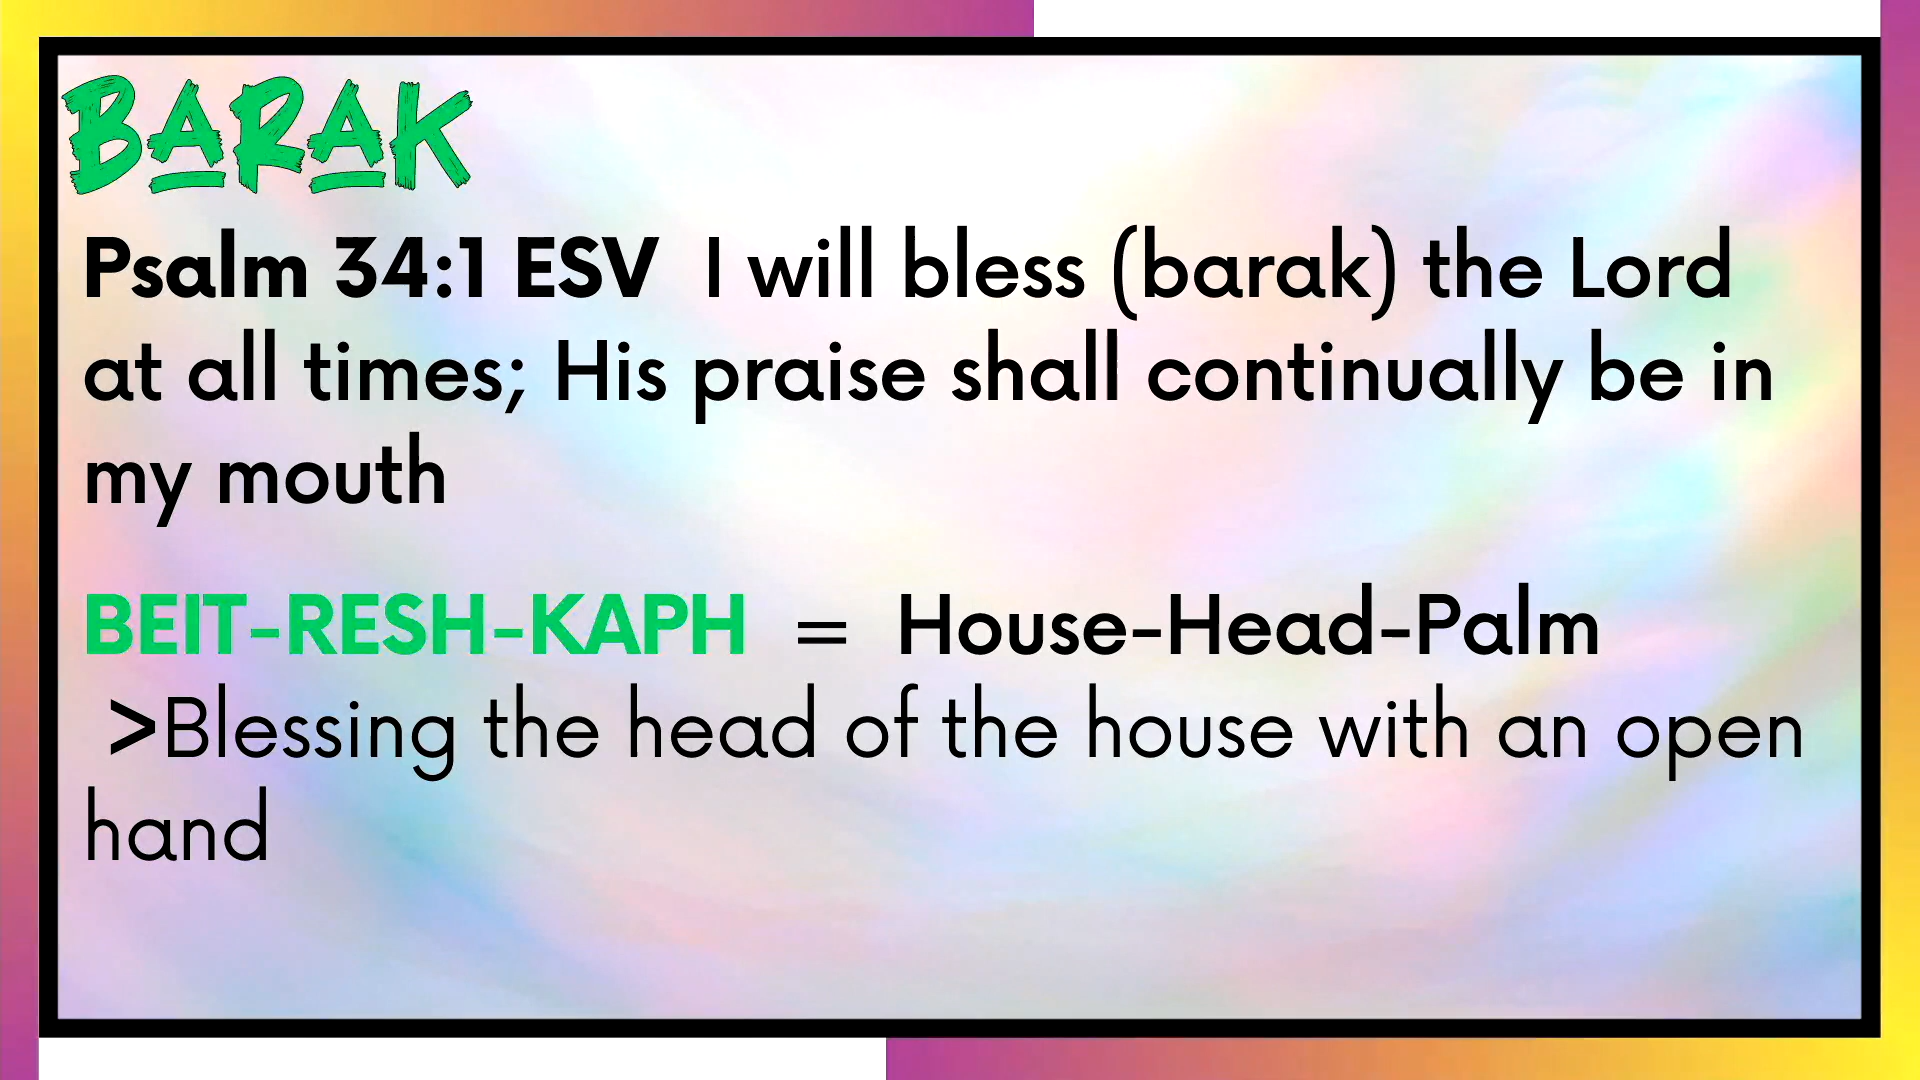 BARAK
Psalm 34:1 ESV  I will bless (barak) the Lord
at all times; His praise shall continually be in
my mouth
BEIT-RESH-KAPH  =  House-Head-Palm
>Blessing the head of the house with an open
hand